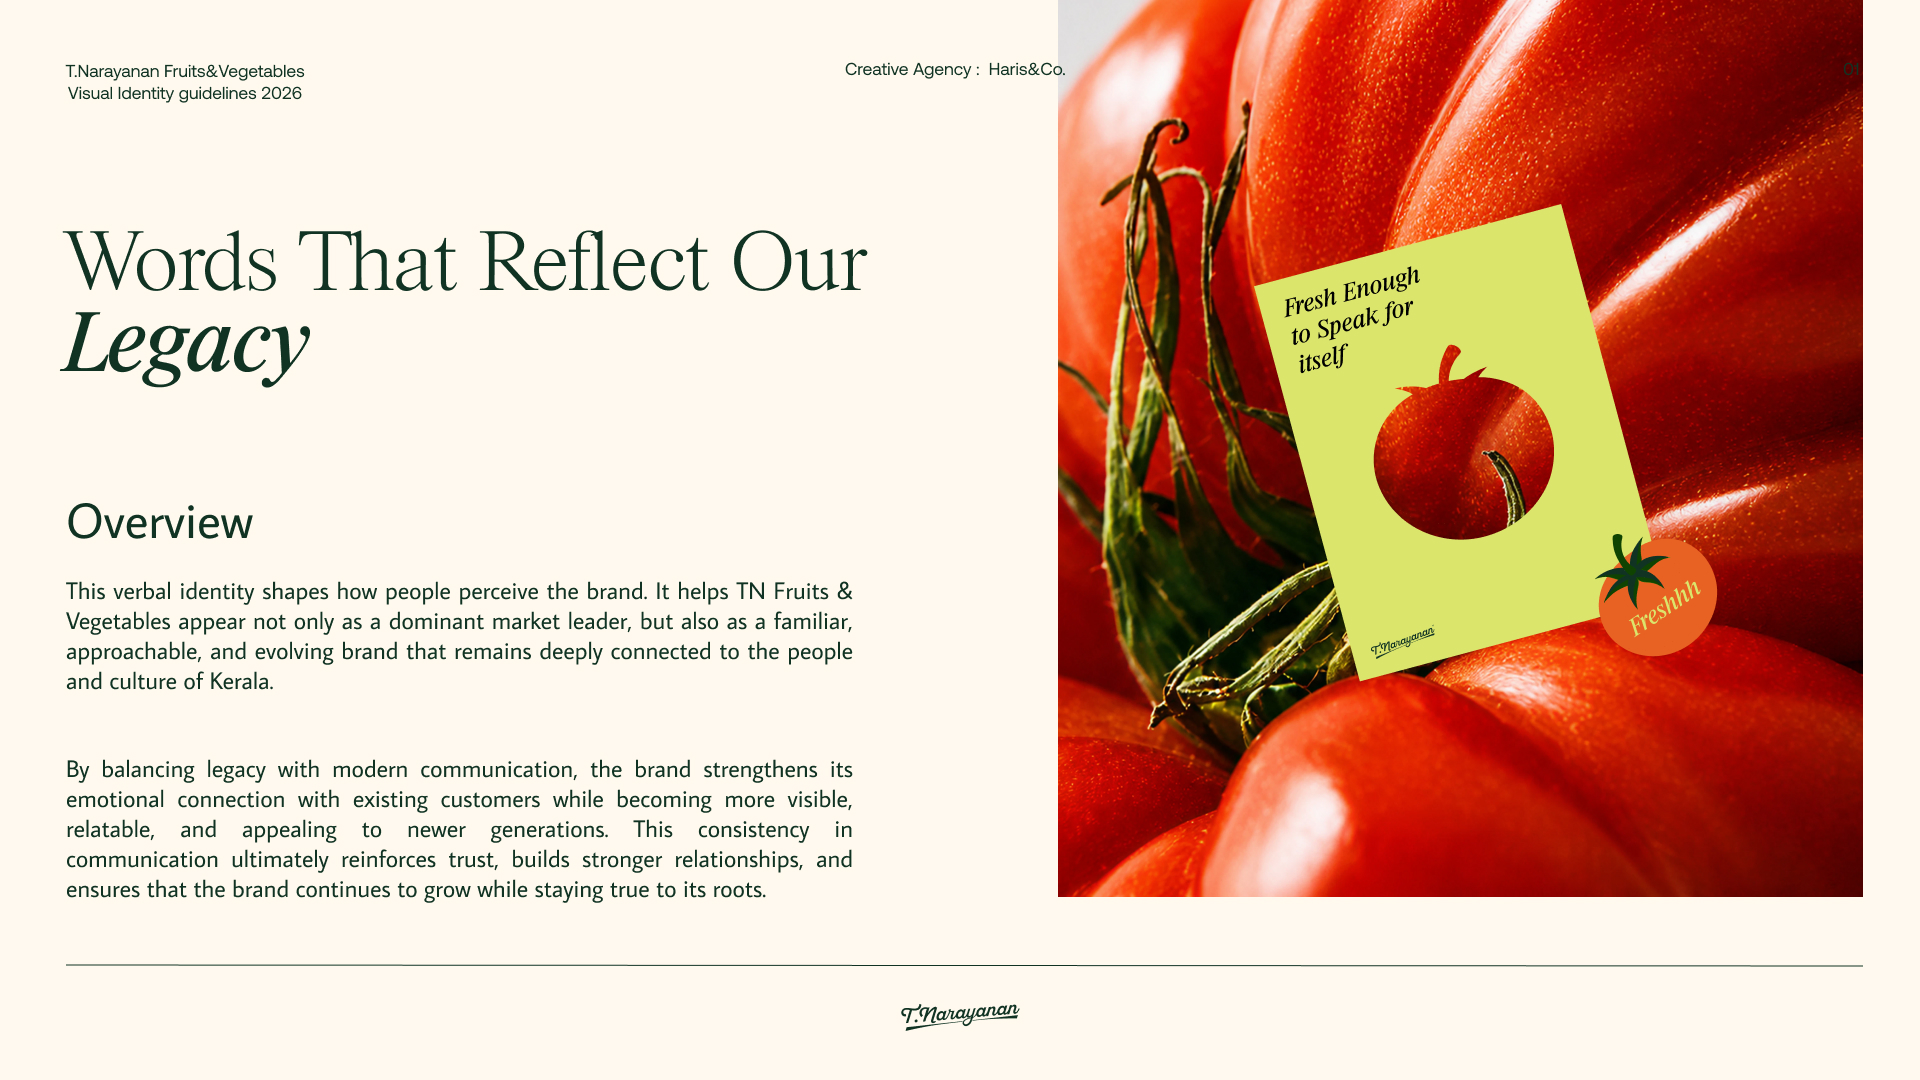 T.Narayanan Fruits&Vegetables
Visual Identity guidelines 2026
Creative Agency : Haris&Co.
01
Words That Reflect Our
Legacy
Overview
This verbal identity shapes how people perceive the brand. It helps TN Fruits &
Vegetables appear not only as a dominant market leader, but also as a familiar,
approachable, and evolving brand that remains deeply connected to the people
and culture of Kerala.
By balancing legacy with modern communication, the brand strengthens its
emotional connection with existing customers while becoming more visible,
relatable, and appealing to newer generations. This consistency in
communication ultimately reinforces trust, builds stronger relationships, and
ensures that the brand continues to grow while staying true to its roots.
Fresh Enough
to Speak for
itself
Freshhh
T.Narayanan
T.Narayanan